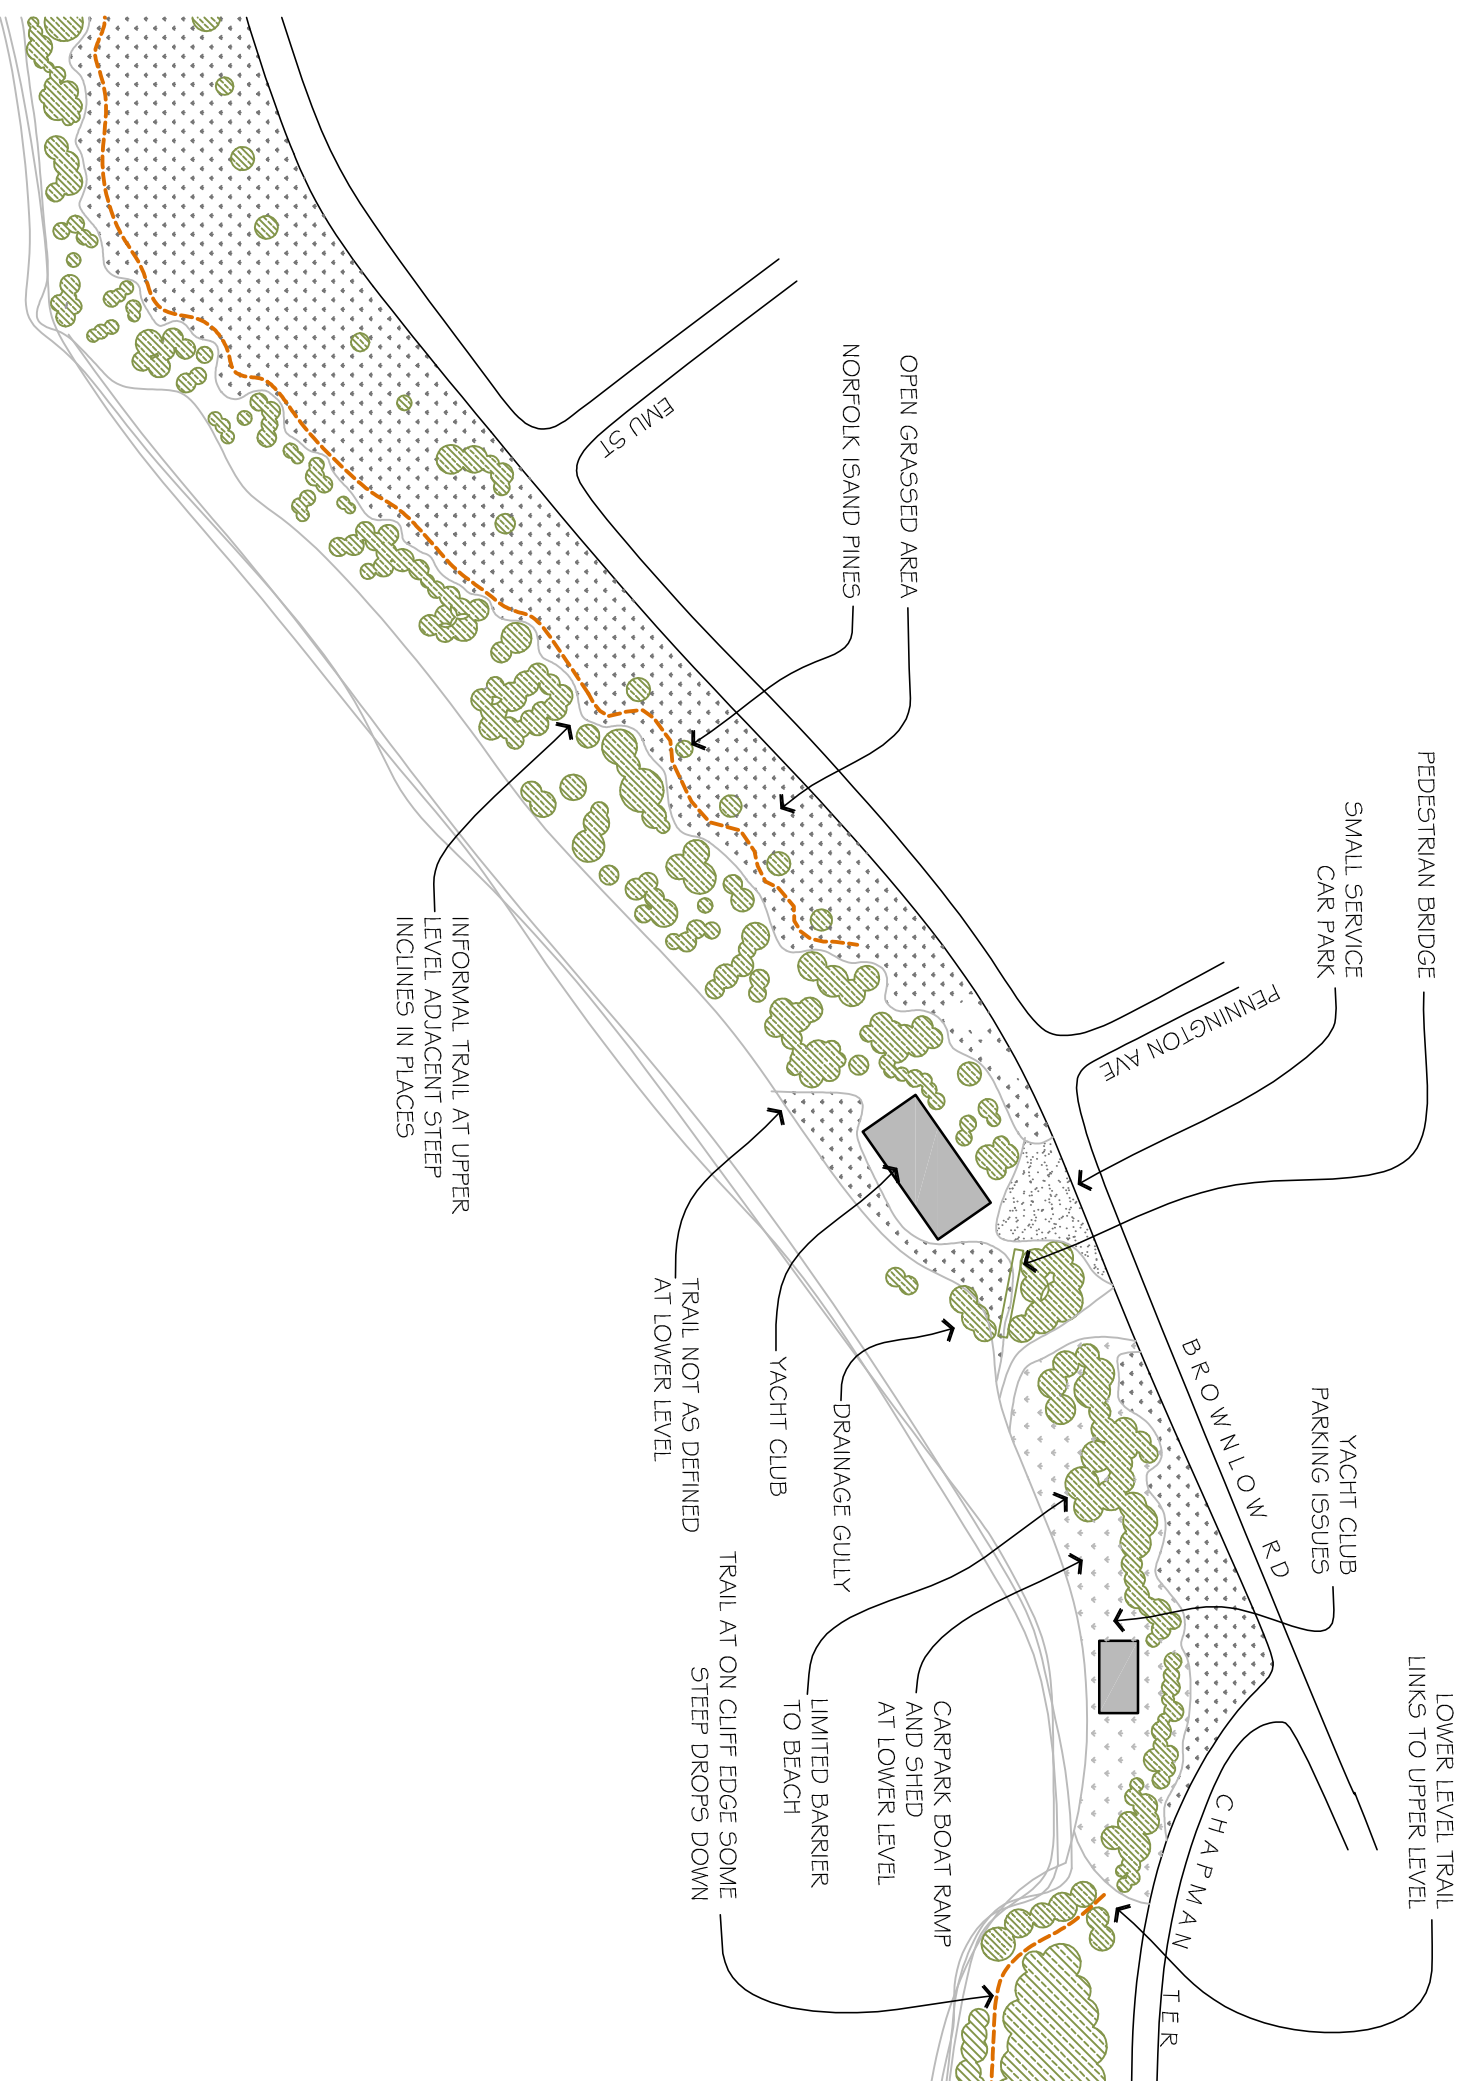 PEDESTRIAN BRIDGE
SMALL SERVICE
CAR PARK
OPEN GRASSED AREA
NORFOLK ISAND PINES
EMU ST
PENNINGTON AVE
BROWNLOW RD
CHAPMAN TER
LOWER LEVEL TRAIL
LINKS TO UPPER LEVEL
YACHT CLUB
PARKING ISSUES
INFORMAL TRAIL AT UPPER
LEVEL ADJACENT STEEP
INCLINES IN PLACES
TRAIL NOT AS DEFINED
AT LOWER LEVEL
YACHT CLUB
DRAINAGE GULLY
CARPARK BOAT RAMP
AND SHED
AT LOWER LEVEL
LIMITED BARRIER
TO BEACH
TRAIL AT ON CLIFF EDGE SOME
STEEP DROPS DOWN